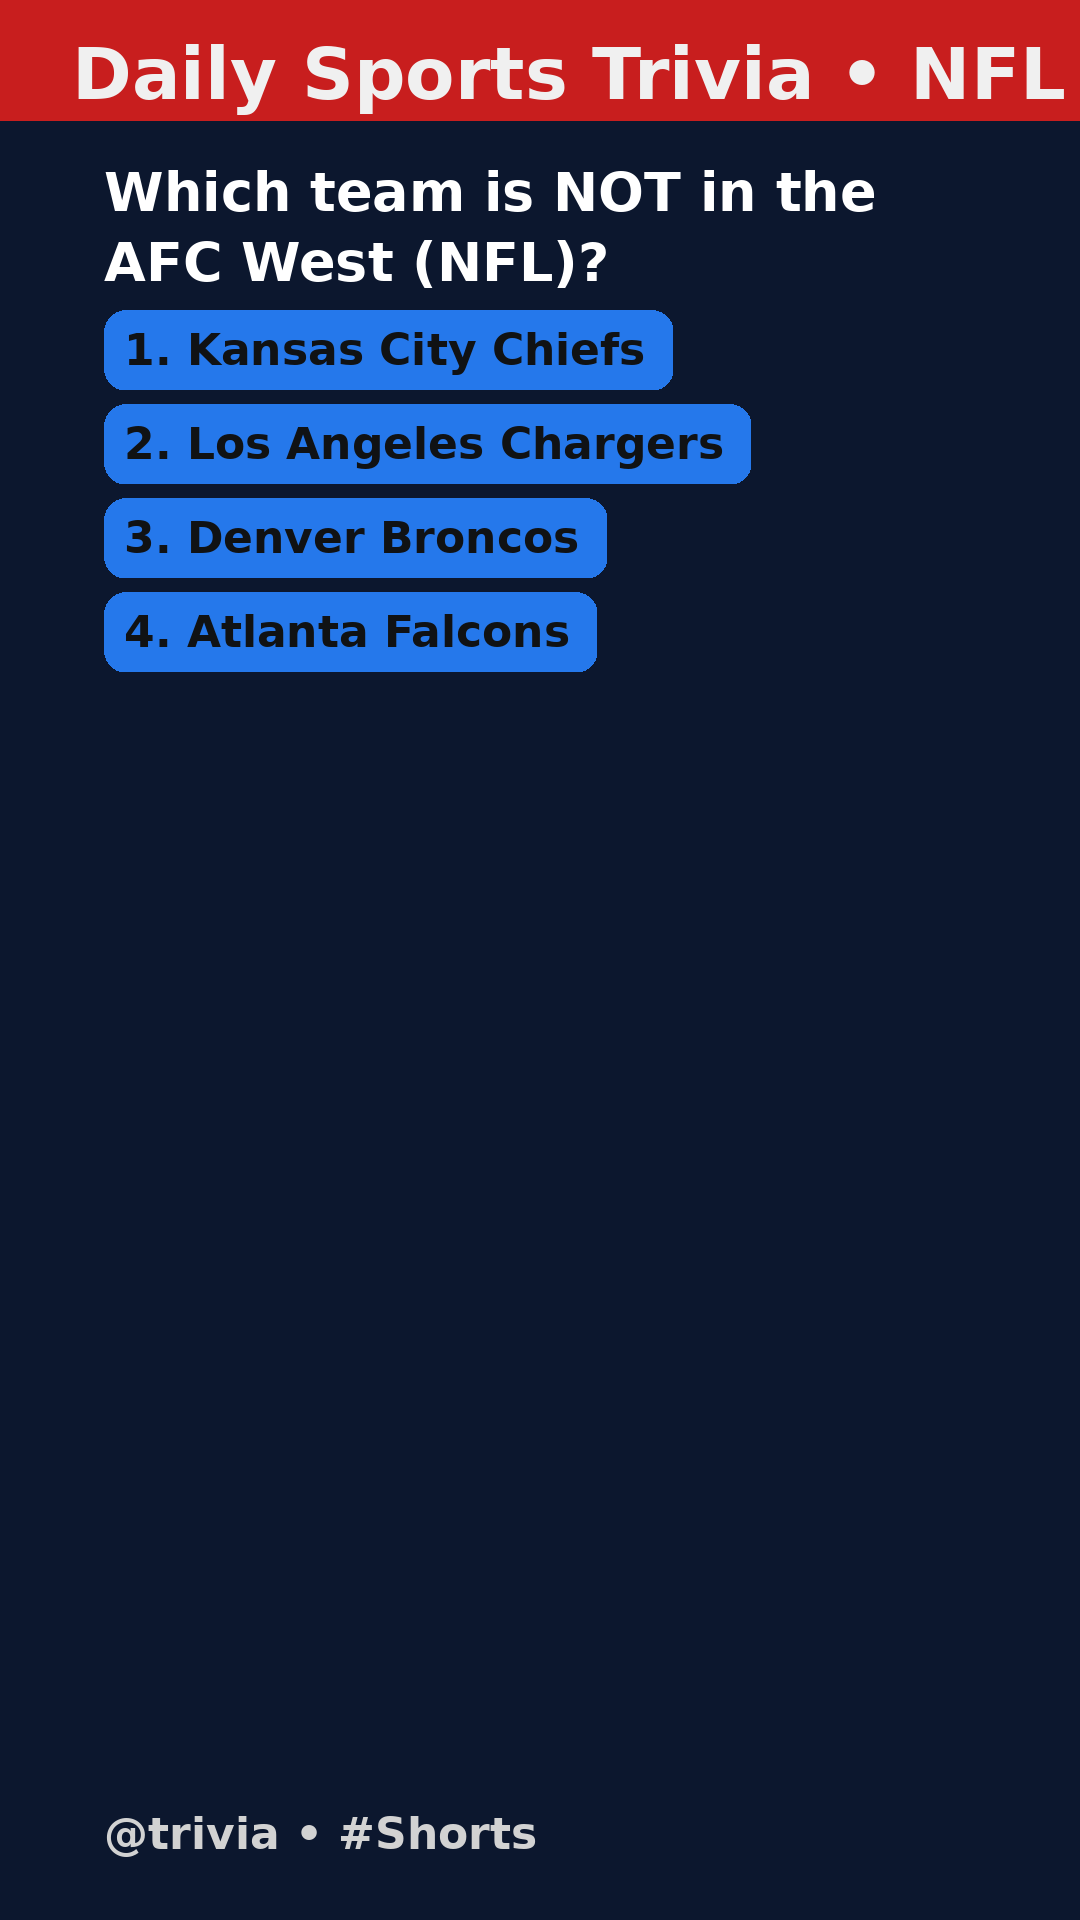 Daily Sports Trivia • NFL
Which team is NOT in the
AFC West (NFL)?
1. Kansas City Chiefs
2. Los Angeles Chargers
3. Denver Broncos
4. Atlanta Falcons
@trivia • #Shorts